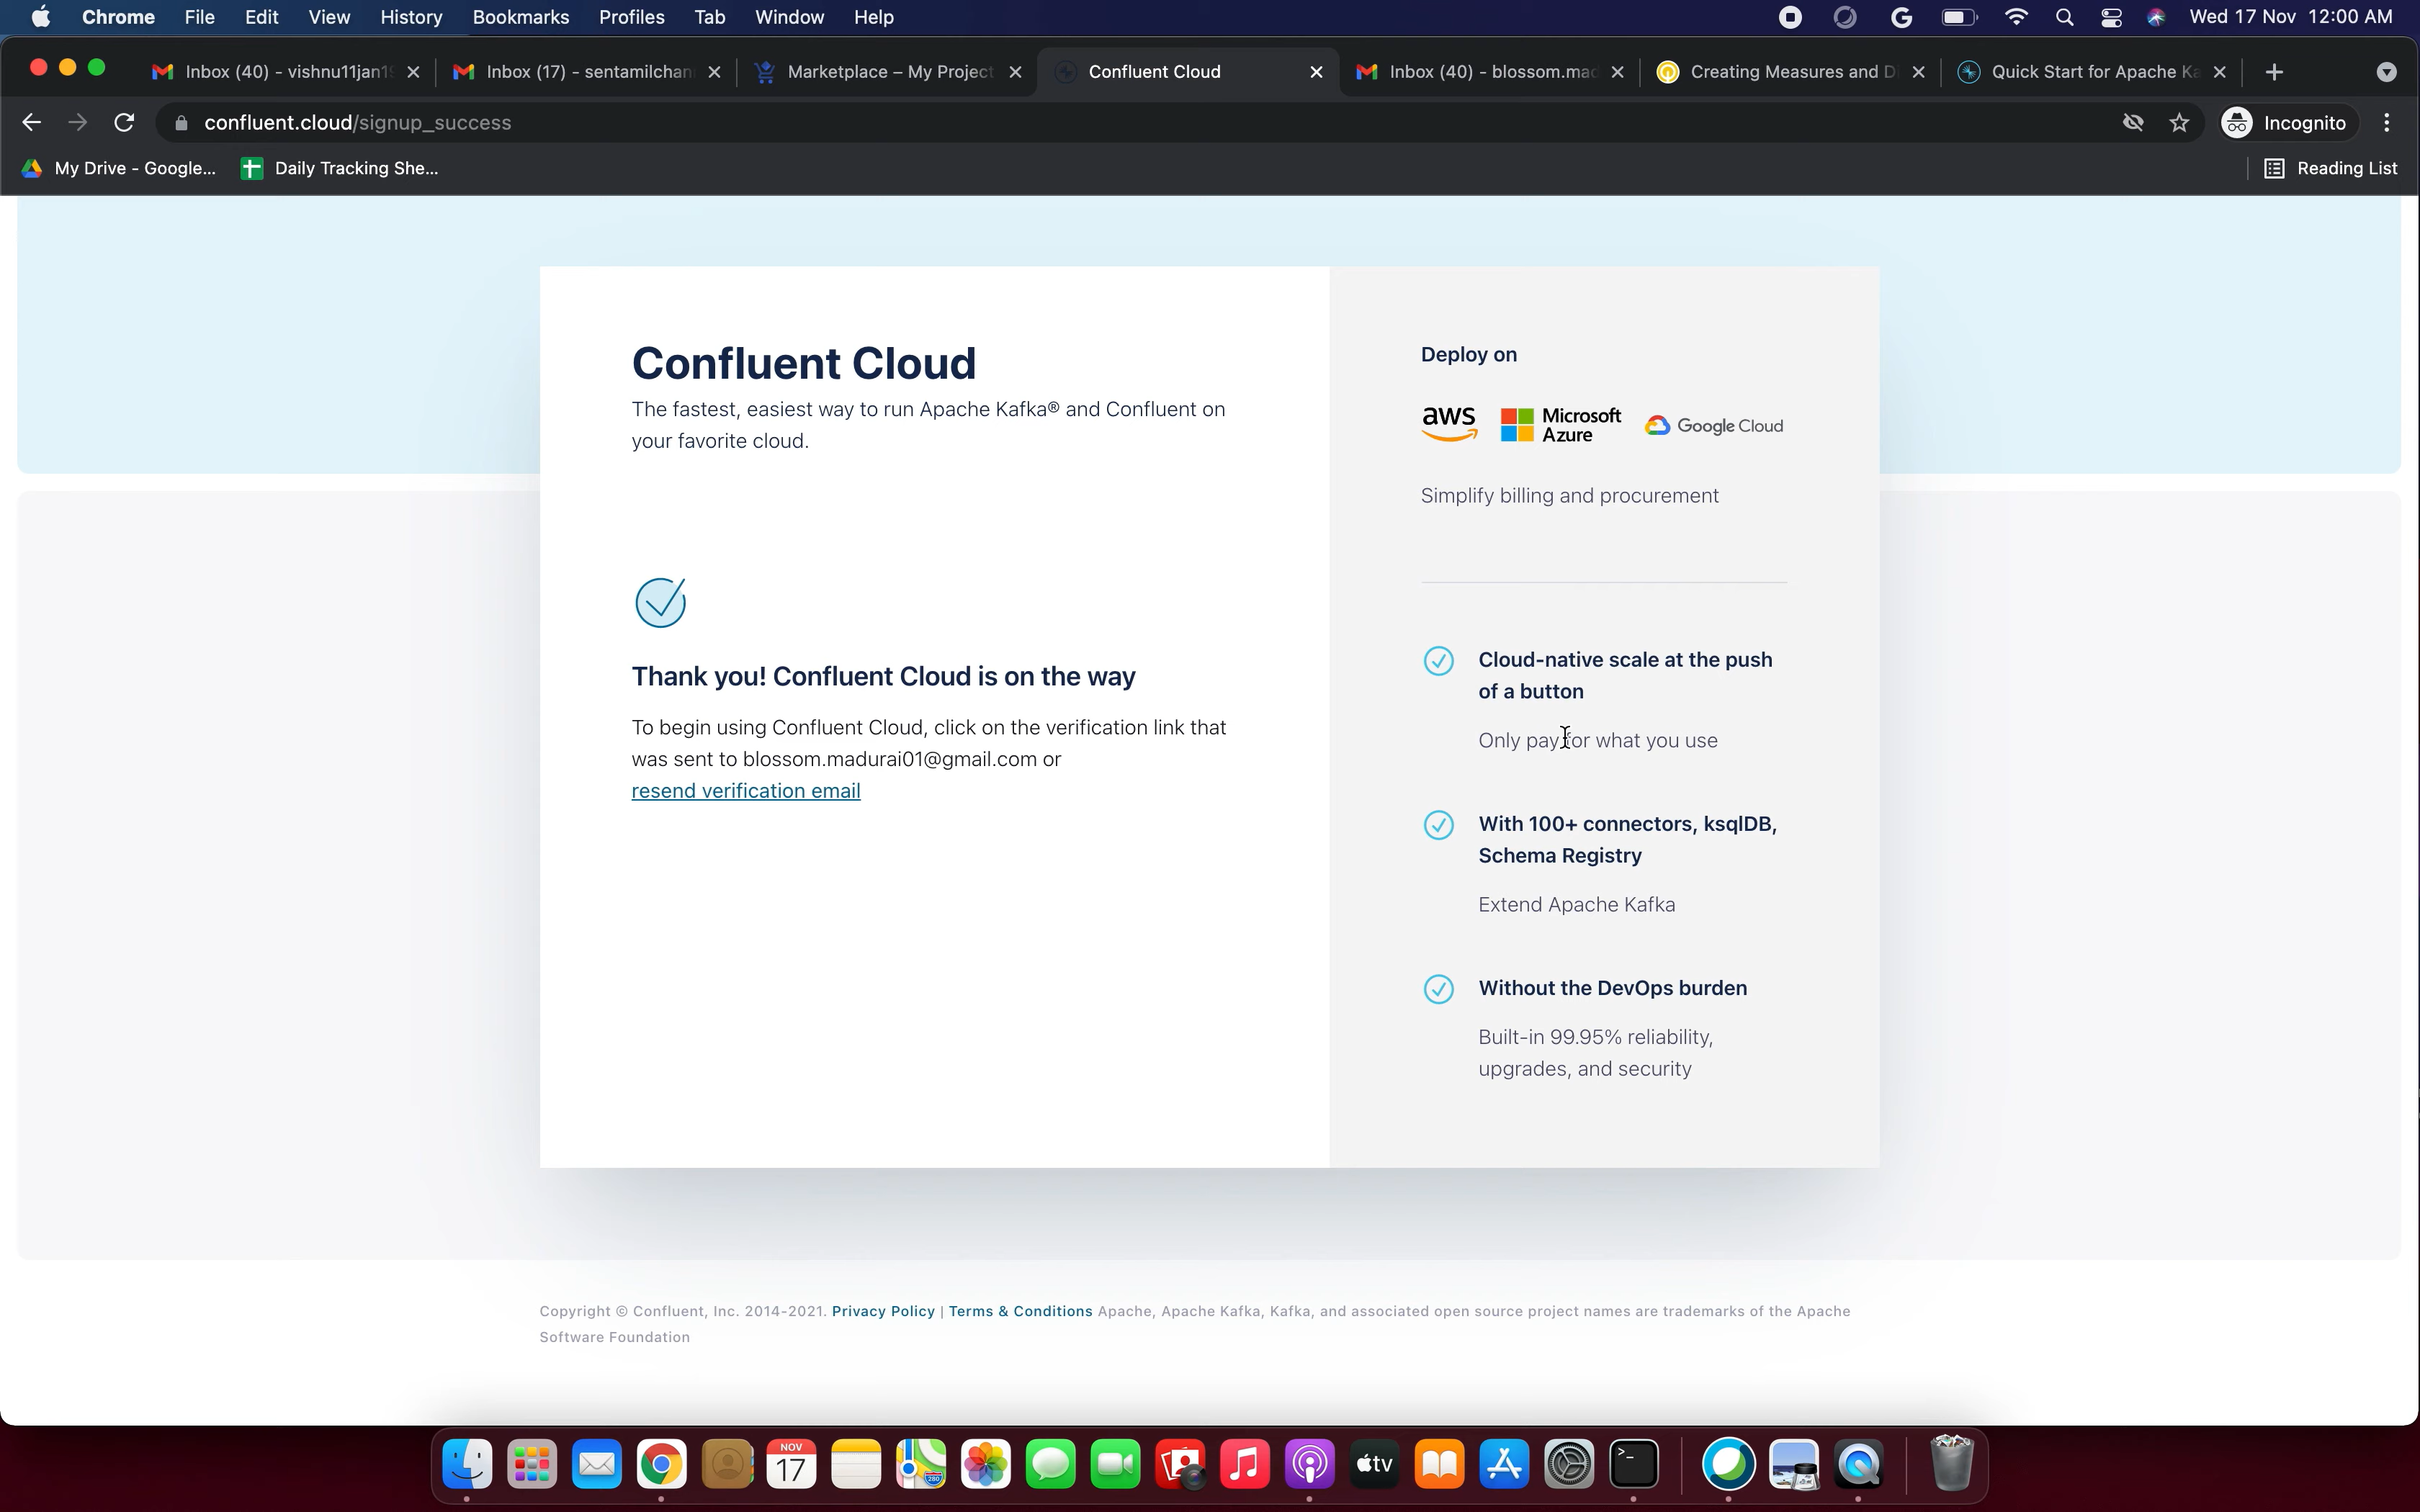 Chrome File Edit View History Bookmarks Profiles Tab Window Help Wed 17 Nov 12:00 AM
Inbox (40) - vishnu11jan19 Inbox (17) - sentamilchan Marketplace – My Project Confluent Cloud Inbox (40) - blossom.mad Creating Measures and Di Quick Start for Apache Ka
confluent.cloud/signup_success Incognito
My Drive - Google... Daily Tracking She... Reading List
Confluent Cloud
The fastest, easiest way to run Apache Kafka® and Confluent on
your favorite cloud.
Thank you! Confluent Cloud is on the way
To begin using Confluent Cloud, click on the verification link that
was sent to blossom.madurai01@gmail.com or
resend verification email
Deploy on
aws Microsoft Azure Google Cloud
Simplify billing and procurement
Cloud-native scale at the push
of a button
Only pay for what you use
With 100+ connectors, ksqlDB,
Schema Registry
Extend Apache Kafka
Without the DevOps burden
Built-in 99.95% reliability,
upgrades, and security
Copyright © Confluent, Inc. 2014-2021. Privacy Policy | Terms & Conditions Apache, Apache Kafka, Kafka, and associated open source project names are trademarks of the Apache
Software Foundation
NOV
17
280
tv